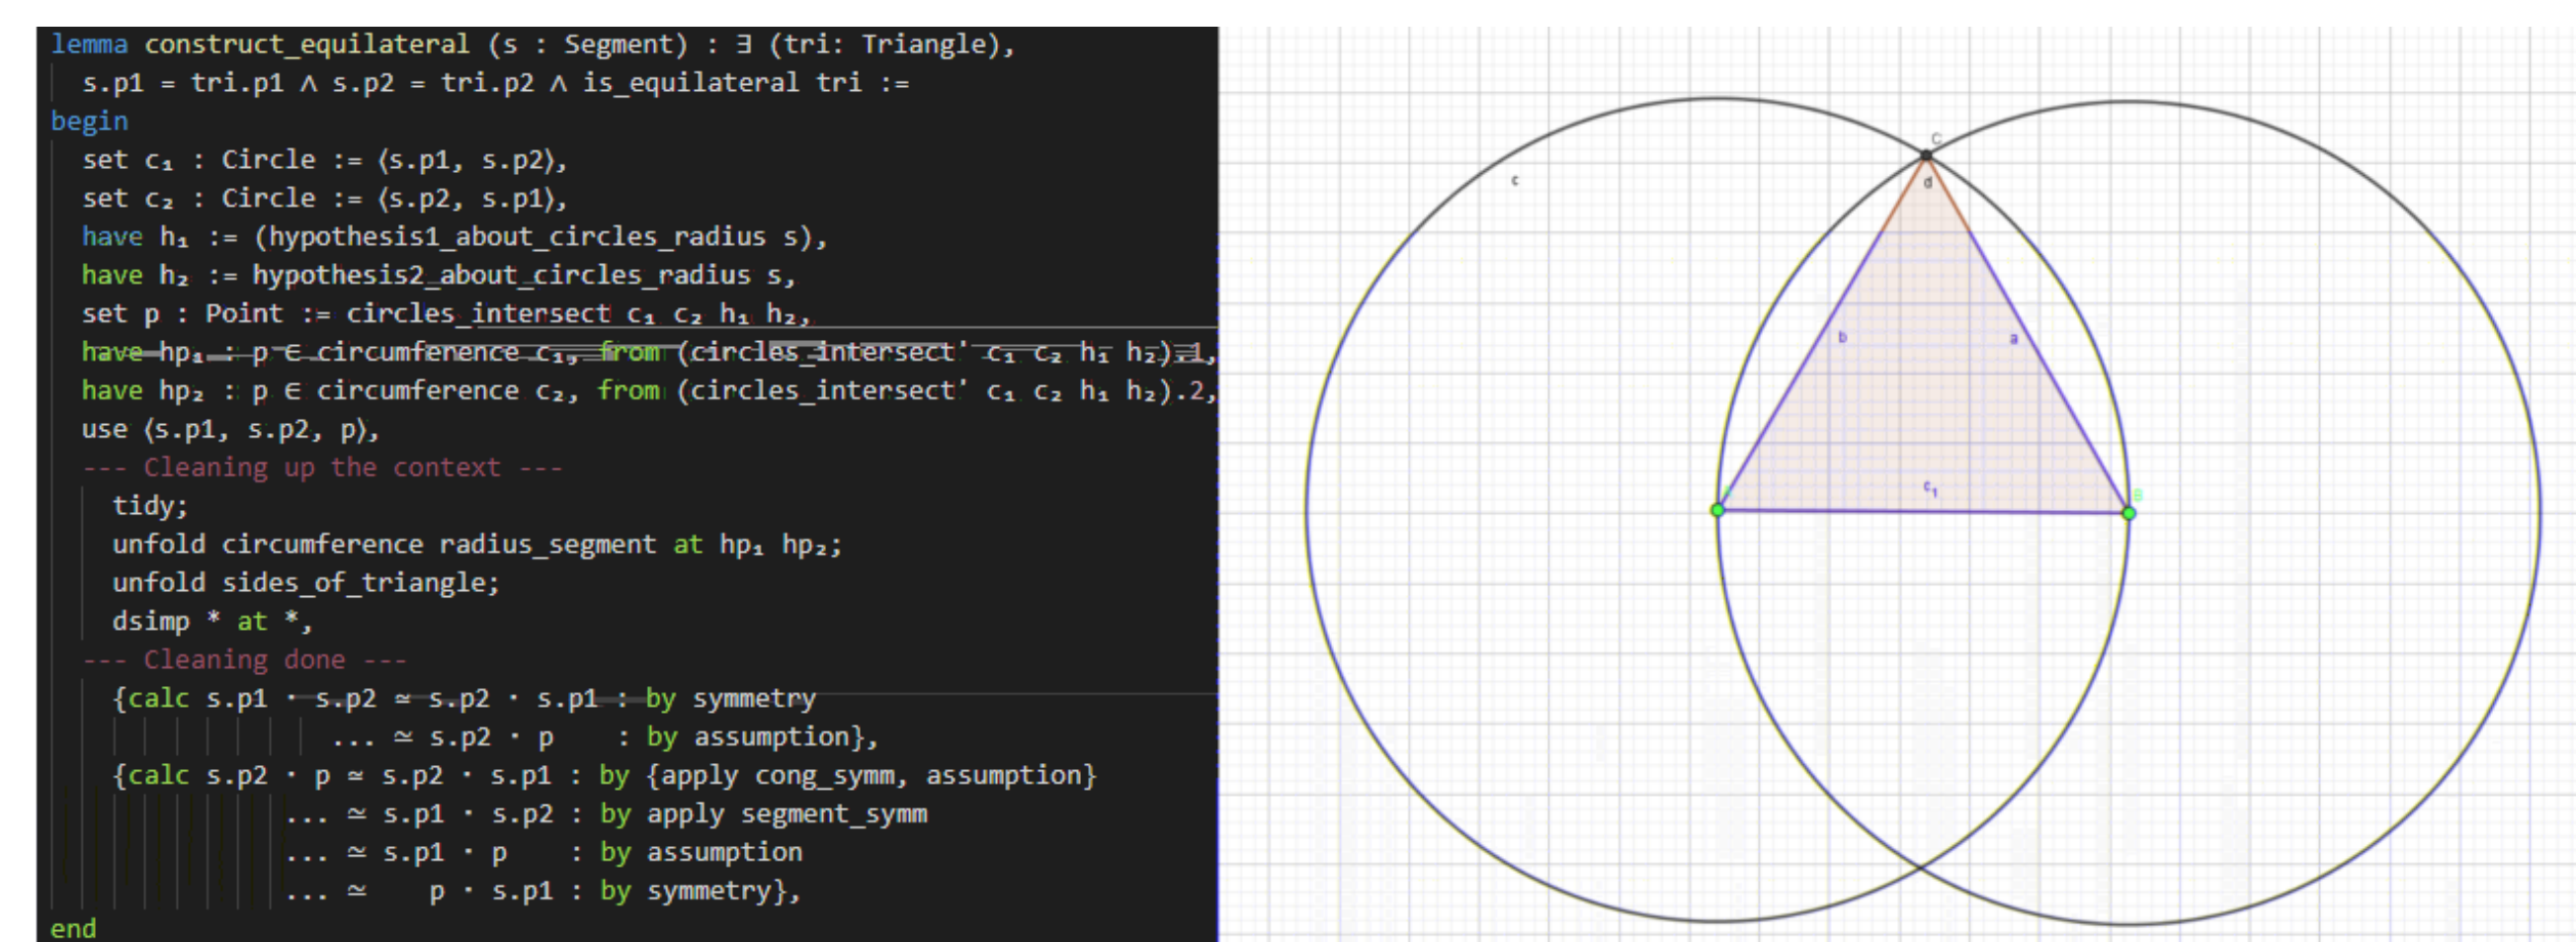 lemma construct_equilateral (s : Segment) : ∃ (tri: Triangle),
s.p1 = tri.p1 ∧ s.p2 = tri.p2 ∧ is_equilateral tri :=
begin
set c₁ : Circle := ⟨s.p1, s.p2⟩,
set c₂ : Circle := ⟨s.p2, s.p1⟩,
have h₁ := (hypothesis1_about_circles_radius s),
have h₂ := hypothesis2_about_circles_radius s,
set p : Point := circles_intersect c₁ c₂ h₁ h₂,
have hp₁ : p ∈ circumference c₁, from (circles_intersect' c₁ c₂ h₁ h₂).1,
have hp₂ : p ∈ circumference c₂, from (circles_intersect' c₁ c₂ h₁ h₂).2,
use ⟨s.p1, s.p2, p⟩,
--- Cleaning up the context ---
tidy;
unfold circumference radius_segment at hp₁ hp₂;
unfold sides_of_triangle;
dsimp * at *,
--- Cleaning done ---
{calc s.p1 · s.p2 ≃ s.p2 · s.p1 : by symmetry
... ≃ s.p2 · p : by assumption},
{calc s.p2 · p ≃ s.p2 · s.p1 : by {apply cong_symm, assumption}
... ≃ s.p1 · s.p2 : by apply segment_symm
... ≃ s.p1 · p : by assumption
... ≃ p · s.p1 : by symmetry},
end
C
c
d
b
a
c₁
B